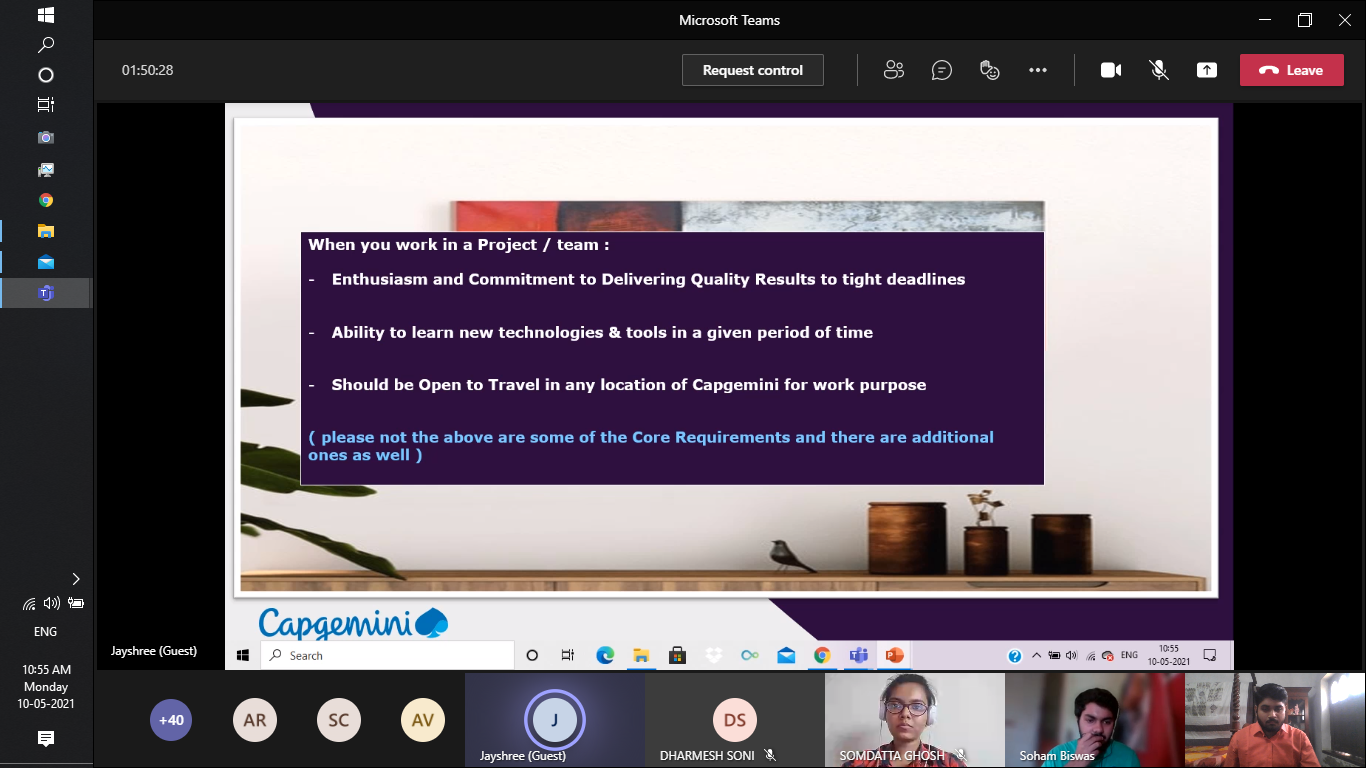 Microsoft Teams
01:50:28
Request control
Leave
When you work in a Project / team :
- Enthusiasm and Commitment to Delivering Quality Results to tight deadlines
- Ability to learn new technologies & tools in a given period of time
- Should be Open to Travel in any location of Capgemini for work purpose
( please not the above are some of the Core Requirements and there are additional
ones as well )
Capgemini
Jayshree (Guest)
Search
ENG
10:55
10-05-2021
ENG
10:55 AM
Monday
10-05-2021
+40
AR
SC
AV
J
Jayshree (Guest)
DS
DHARMESH SONI
SOMDATTA GHOSH
Soham Biswas